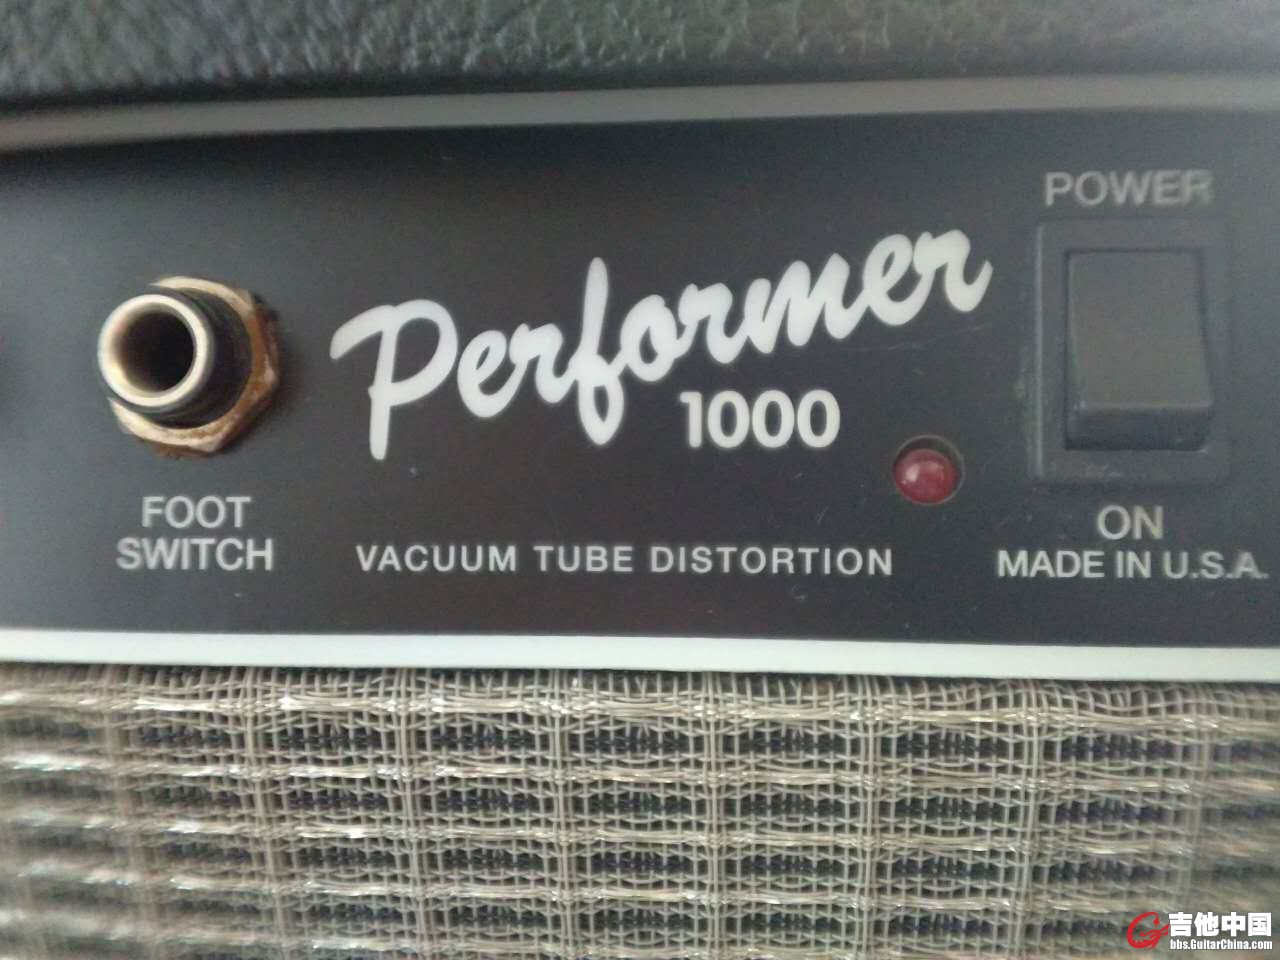 POWER
Performer
1000
FOOT
SWITCH
VACUUM TUBE DISTORTION
ON
MADE IN U.S.A.
吉他中国
bbs.GuitarChina.com